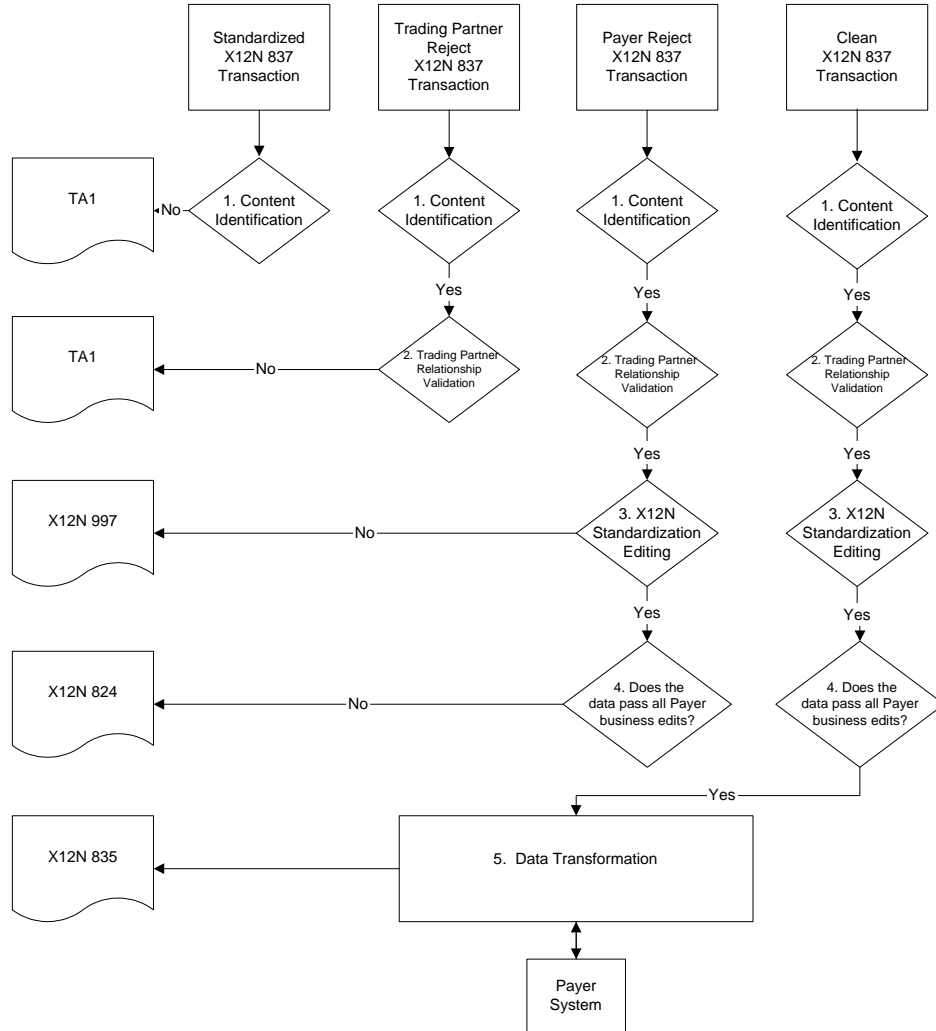 Standardized
X12N 837
Transaction
Trading Partner
Reject
X12N 837
Transaction
Payer Reject
X12N 837
Transaction
Clean
X12N 837
Transaction
TA1
No
1. Content
Identification
1. Content
Identification
1. Content
Identification
1. Content
Identification
Yes
Yes
Yes
TA1
No
2. Trading Partner
Relationship
Validation
2. Trading Partner
Relationship
Validation
2. Trading Partner
Relationship
Validation
Yes
Yes
X12N 997
No
3. X12N
Standardization
Editing
3. X12N
Standardization
Editing
Yes
Yes
X12N 824
No
4. Does the
data pass all Payer
business edits?
4. Does the
data pass all Payer
business edits?
Yes
X12N 835
5. Data Transformation
Payer
System